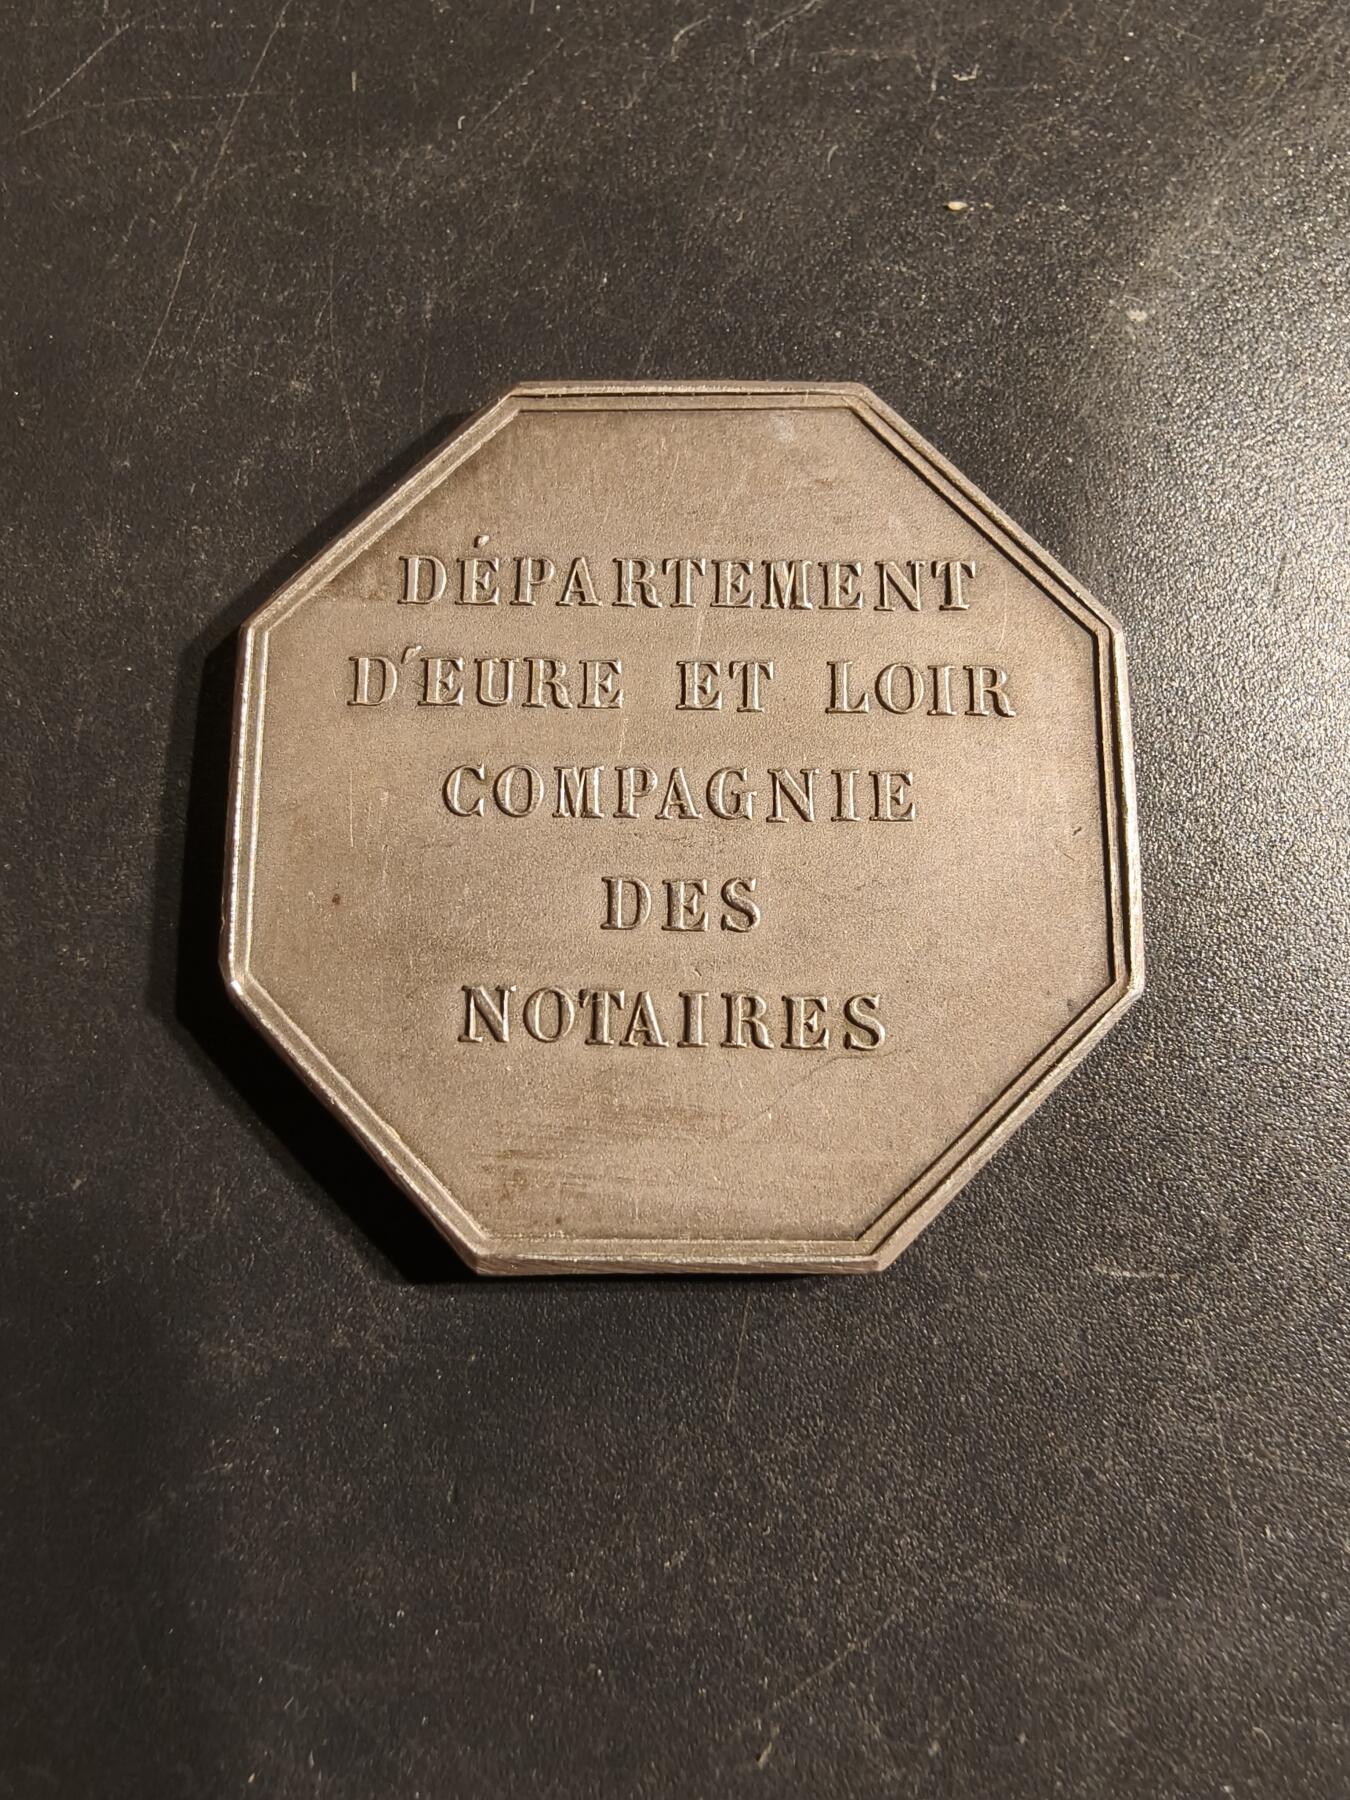 DÉPARTEMENT
D'EURE ET LOIR
COMPAGNIE
DES
NOTAIRES